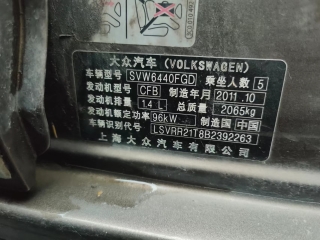 大众汽车 (VOLKSWAGEN)
车辆型号 SVW6440FGD 乘坐人数 5
发动机型号 CFB 制造年月 2011.10
发动机排量 1.4 L 总质量 2065kg
发动机额定功率 96kW 制造国 中国
车辆识别代号 LSVRR21T8B2392263
上海大众汽车有限公司